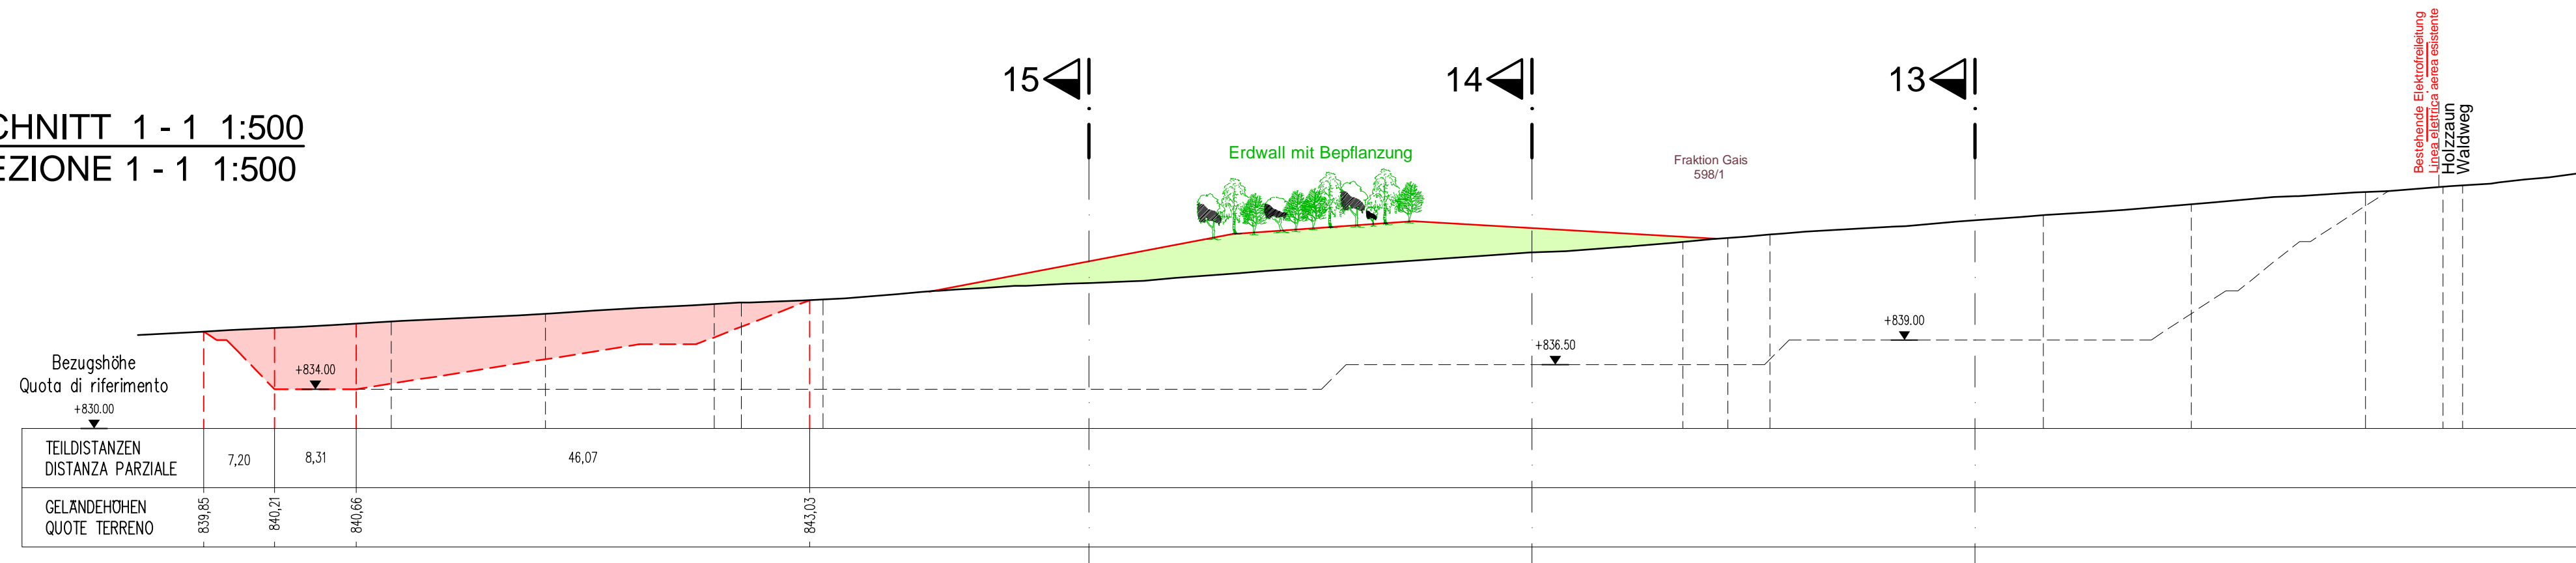 CHNITT 1 - 1 1:500
EZIONE 1 - 1 1:500
15
14
13
Bestehende Elektrofreileitung
Linea elettrica aerea esistente
Holzzaun
Waldweg
Erdwall mit Bepflanzung
Fraktion Gais
598/1
Bezugshöhe
Quota di riferimento
+830.00
+834.00
+836.50
+839.00
TEILDISTANZEN
DISTANZA PARZIALE
7,20
8,31
46,07
GELÄNDEHÖHEN
QUOTE TERRENO
839,85
840,21
840,66
843,03